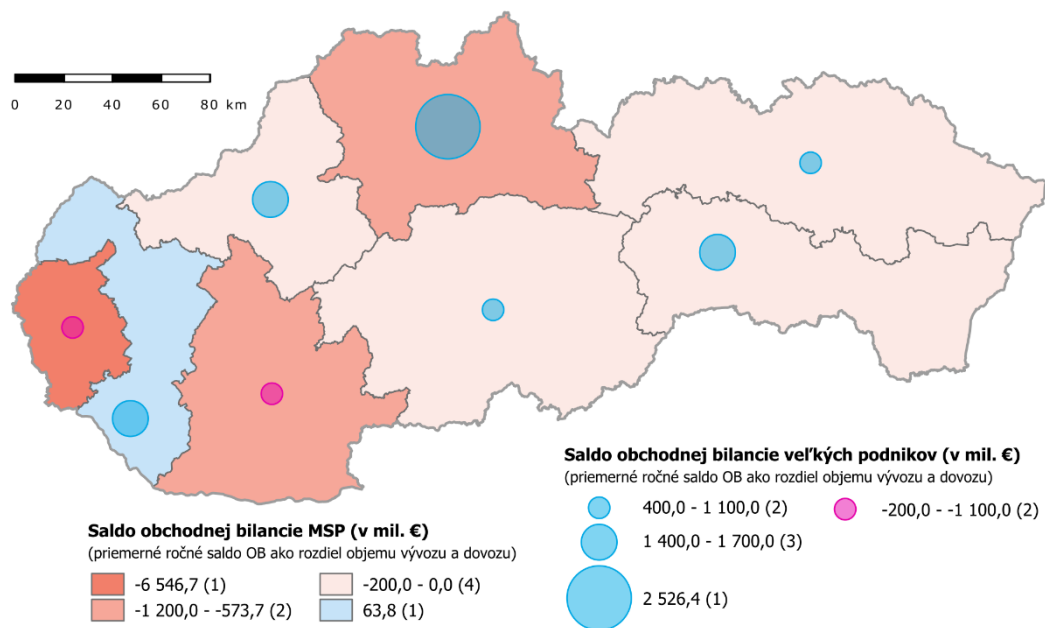 0 20 40 60 80 km
Saldo obchodnej bilancie veľkých podnikov (v mil. €)
(priemerné ročné saldo OB ako rozdiel objemu vývozu a dovozu)
400,0 - 1 100,0 (2)
-200,0 - -1 100,0 (2)
1 400,0 - 1 700,0 (3)
2 526,4 (1)
Saldo obchodnej bilancie MSP (v mil. €)
(priemerné ročné saldo OB ako rozdiel objemu vývozu a dovozu)
-6 546,7 (1)
-200,0 - 0,0 (4)
-1 200,0 - -573,7 (2)
63,8 (1)